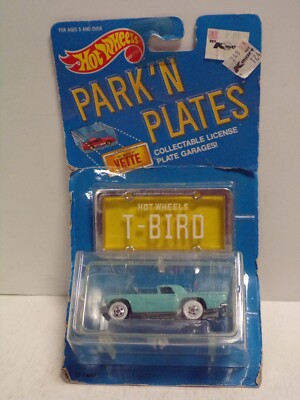 FOR AGES 5 AND OVER
Hot Wheels
PARK'N
PLATES
COLLECTABLE LICENSE
PLATE GARAGES!
VETTE
HOT WHEELS
T-BIRD